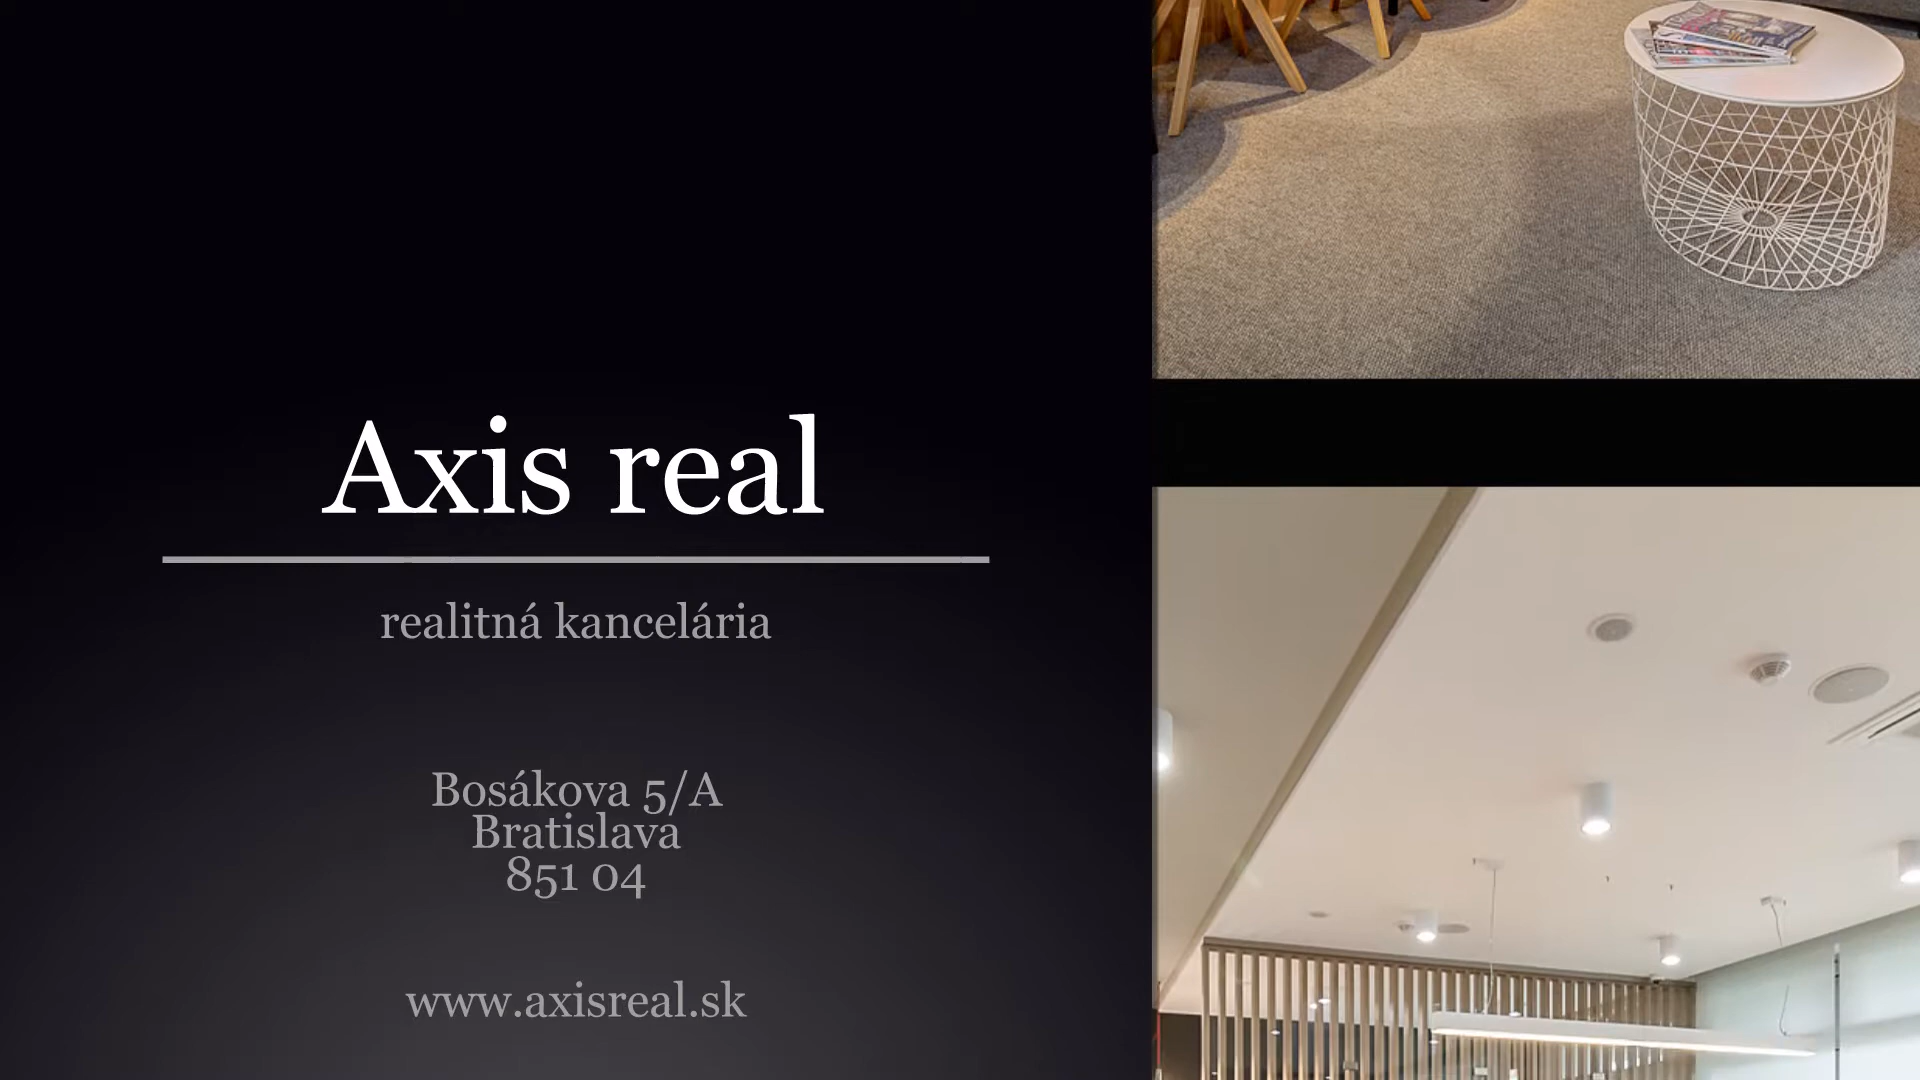 Axis real
realitná kancelária
Bosákova 5/A
Bratislava
851 04
www.axisreal.sk